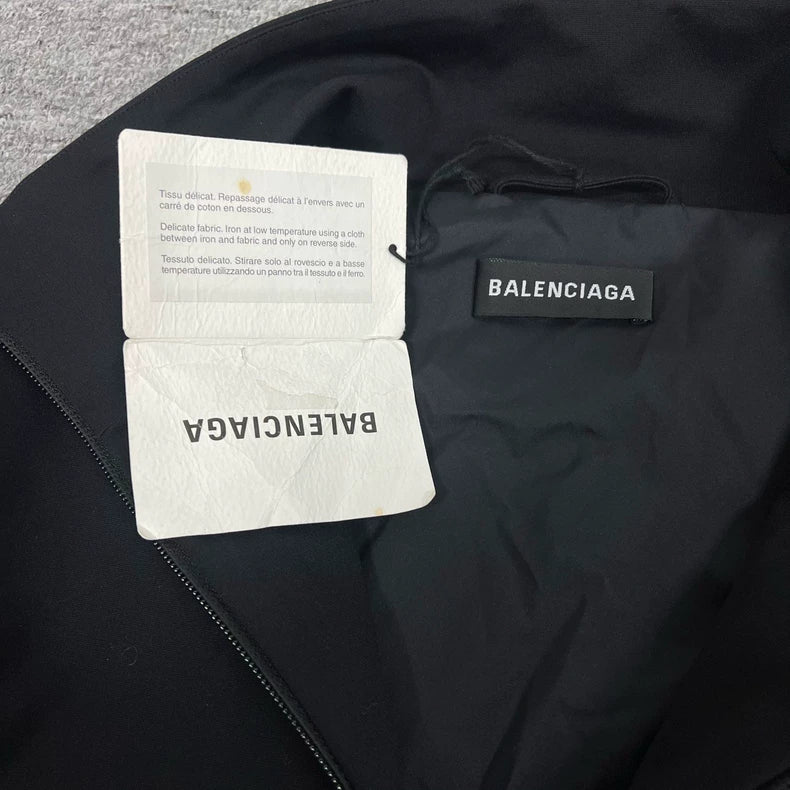 Tissu délicat. Repassage délicat à l'envers avec un
carré de coton en dessous.
Delicate fabric. Iron at low temperature using a cloth
between iron and fabric and only on reverse side.
Tessuto delicato. Stirare solo al rovescio e a basse
temperature utilizzando un panno tra il tessuto e il ferro.
BALENCIAGA
BALENCIAGA